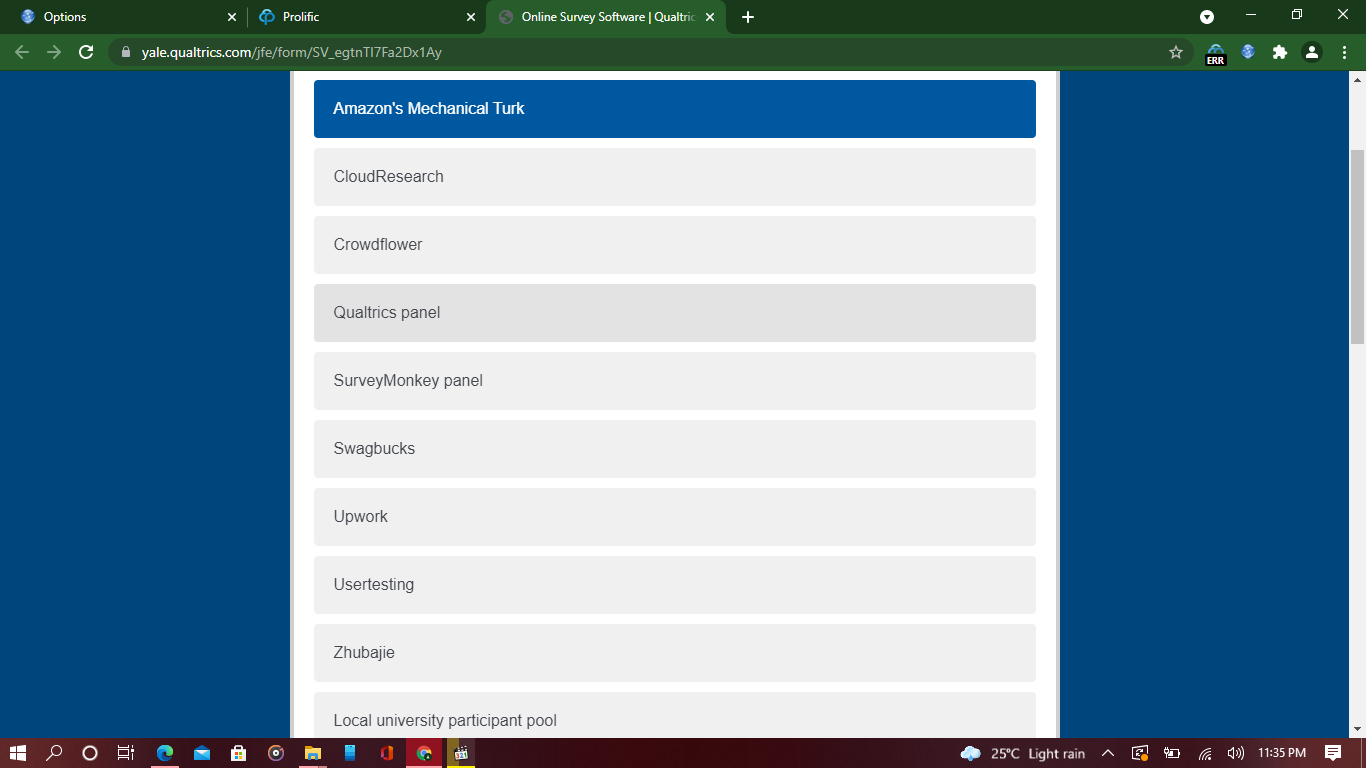 Options
Prolific
Online Survey Software | Qualtric
yale.qualtrics.com/jfe/form/SV_egtnTl7Fa2Dx1Ay
ERR
Amazon's Mechanical Turk
CloudResearch
Crowdflower
Qualtrics panel
SurveyMonkey panel
Swagbucks
Upwork
Usertesting
Zhubajie
Local university participant pool
25°C Light rain
11:35 PM